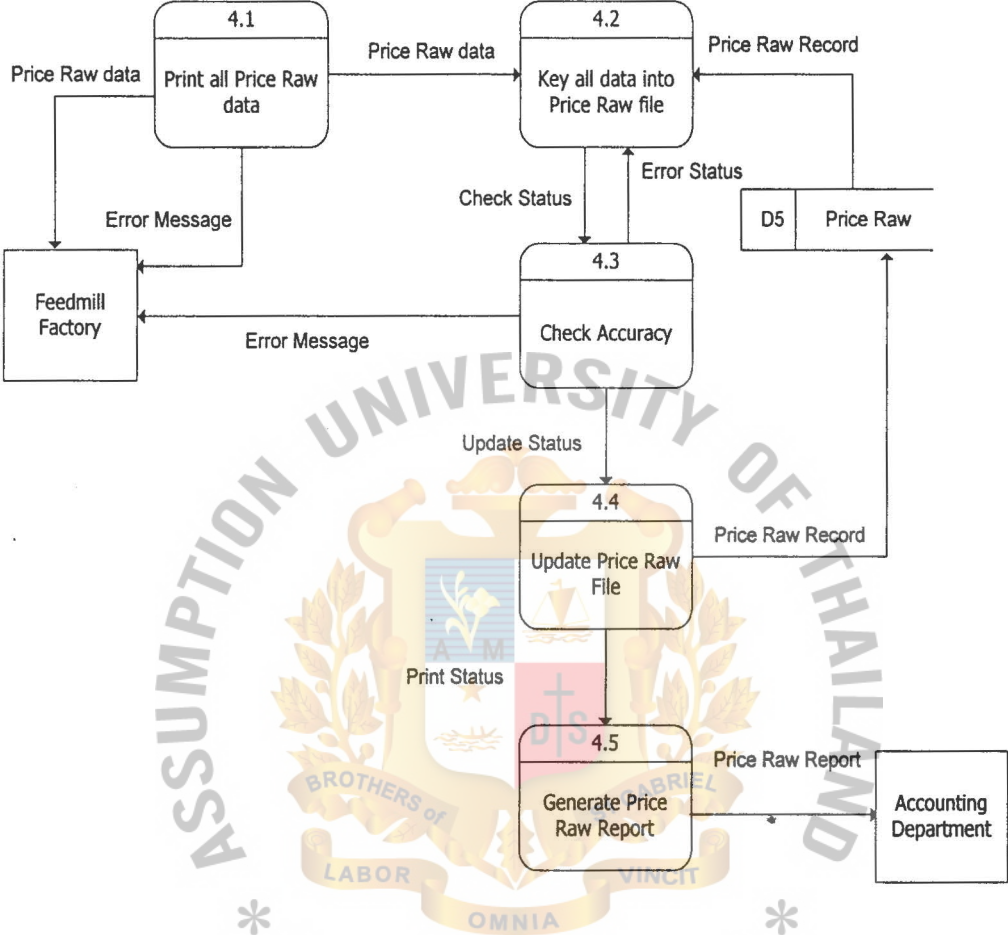 4.1
Print all Price Raw
data
Price Raw data
Price Raw data
4.2
Key all data into
Price Raw file
Price Raw Record
Error Message
Check Status
Error Status
D5
Price Raw
Feedmill
Factory
4.3
Check Accuracy
Error Message
Update Status
4.4
Update Price Raw
File
Price Raw Record
Print Status
4.5
Generate Price
Raw Report
Price Raw Report
Accounting
Department
ASSUMPTION UNIVERSITY OF THAILAND
A M
D S
BROTHERS of
ST GABRIEL
LABOR
OMNIA
VINCIT